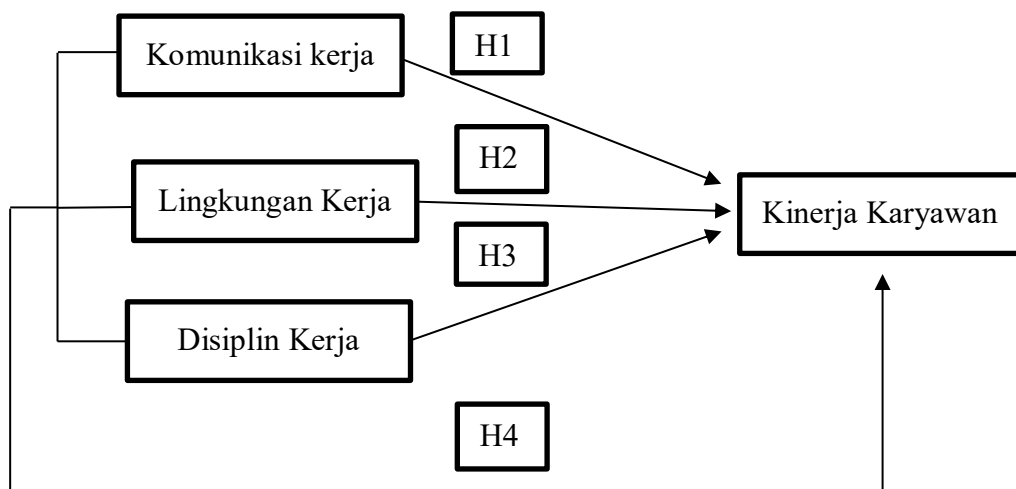 Komunikasi kerja
H1
H2
Lingkungan Kerja
Kinerja Karyawan
H3
Disiplin Kerja
H4